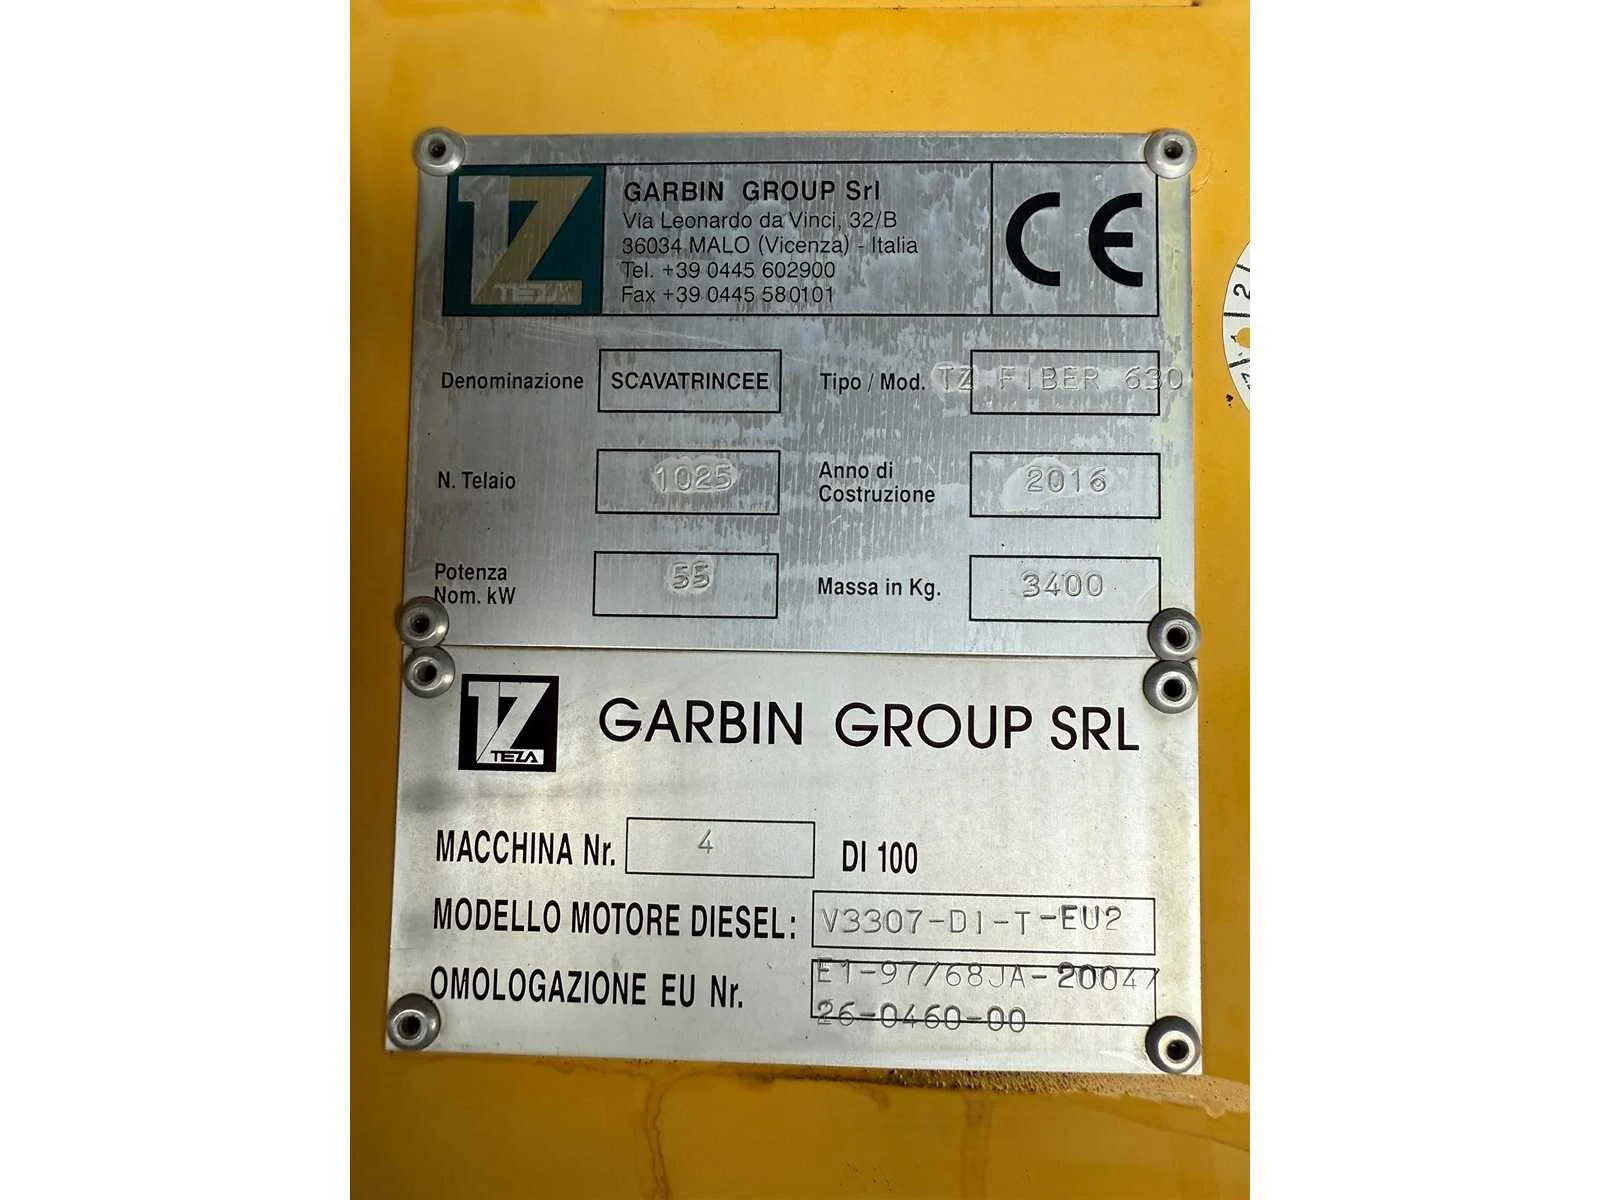 TZ
TEZA
GARBIN GROUP Srl
Via Leonardo da Vinci, 32/B
36034 MALO (Vicenza) - Italia
Tel. +39 0445 602900
Fax +39 0445 580101
CE
Denominazione SCAVATRINCEE Tipo / Mod. TZ FIBER 630
N. Telaio 1025 Anno di Costruzione 2016
Potenza Nom. kW 55 Massa in Kg. 3400
TZ
TEZA
GARBIN GROUP SRL
MACCHINA Nr. 4 DI 100
MODELLO MOTORE DIESEL: V3307-DI-T-EU2
OMOLOGAZIONE EU Nr. E1-97/68JA-2004/
26-0460-00